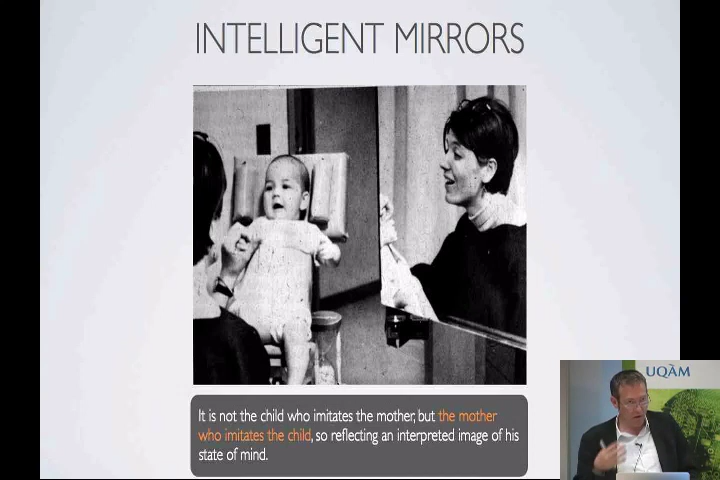 INTELLIGENT MIRRORS
It is not the child who imitates the mother, but the mother
who imitates the child, so reflecting an interpreted image of his
state of mind.
UQÀM